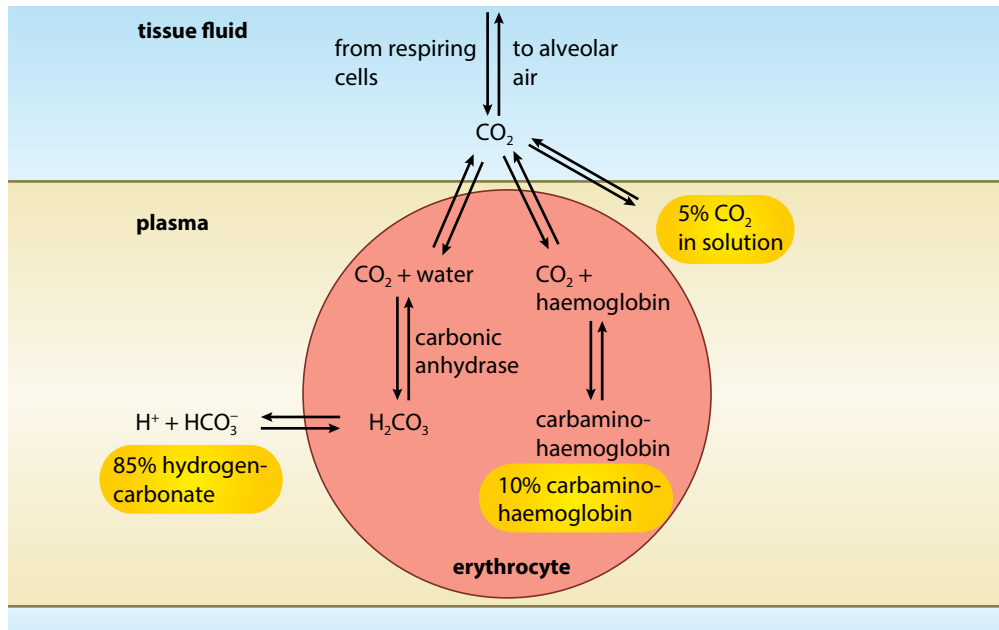 tissue fluid
from respiring
cells
to alveolar
air
CO₂
plasma
5% CO₂
in solution
CO₂ + water
CO₂ +
haemoglobin
carbonic
anhydrase
H⁺ + HCO₃⁻
H₂CO₃
carbamino-
haemoglobin
85% hydrogen-
carbonate
10% carbamino-
haemoglobin
erythrocyte